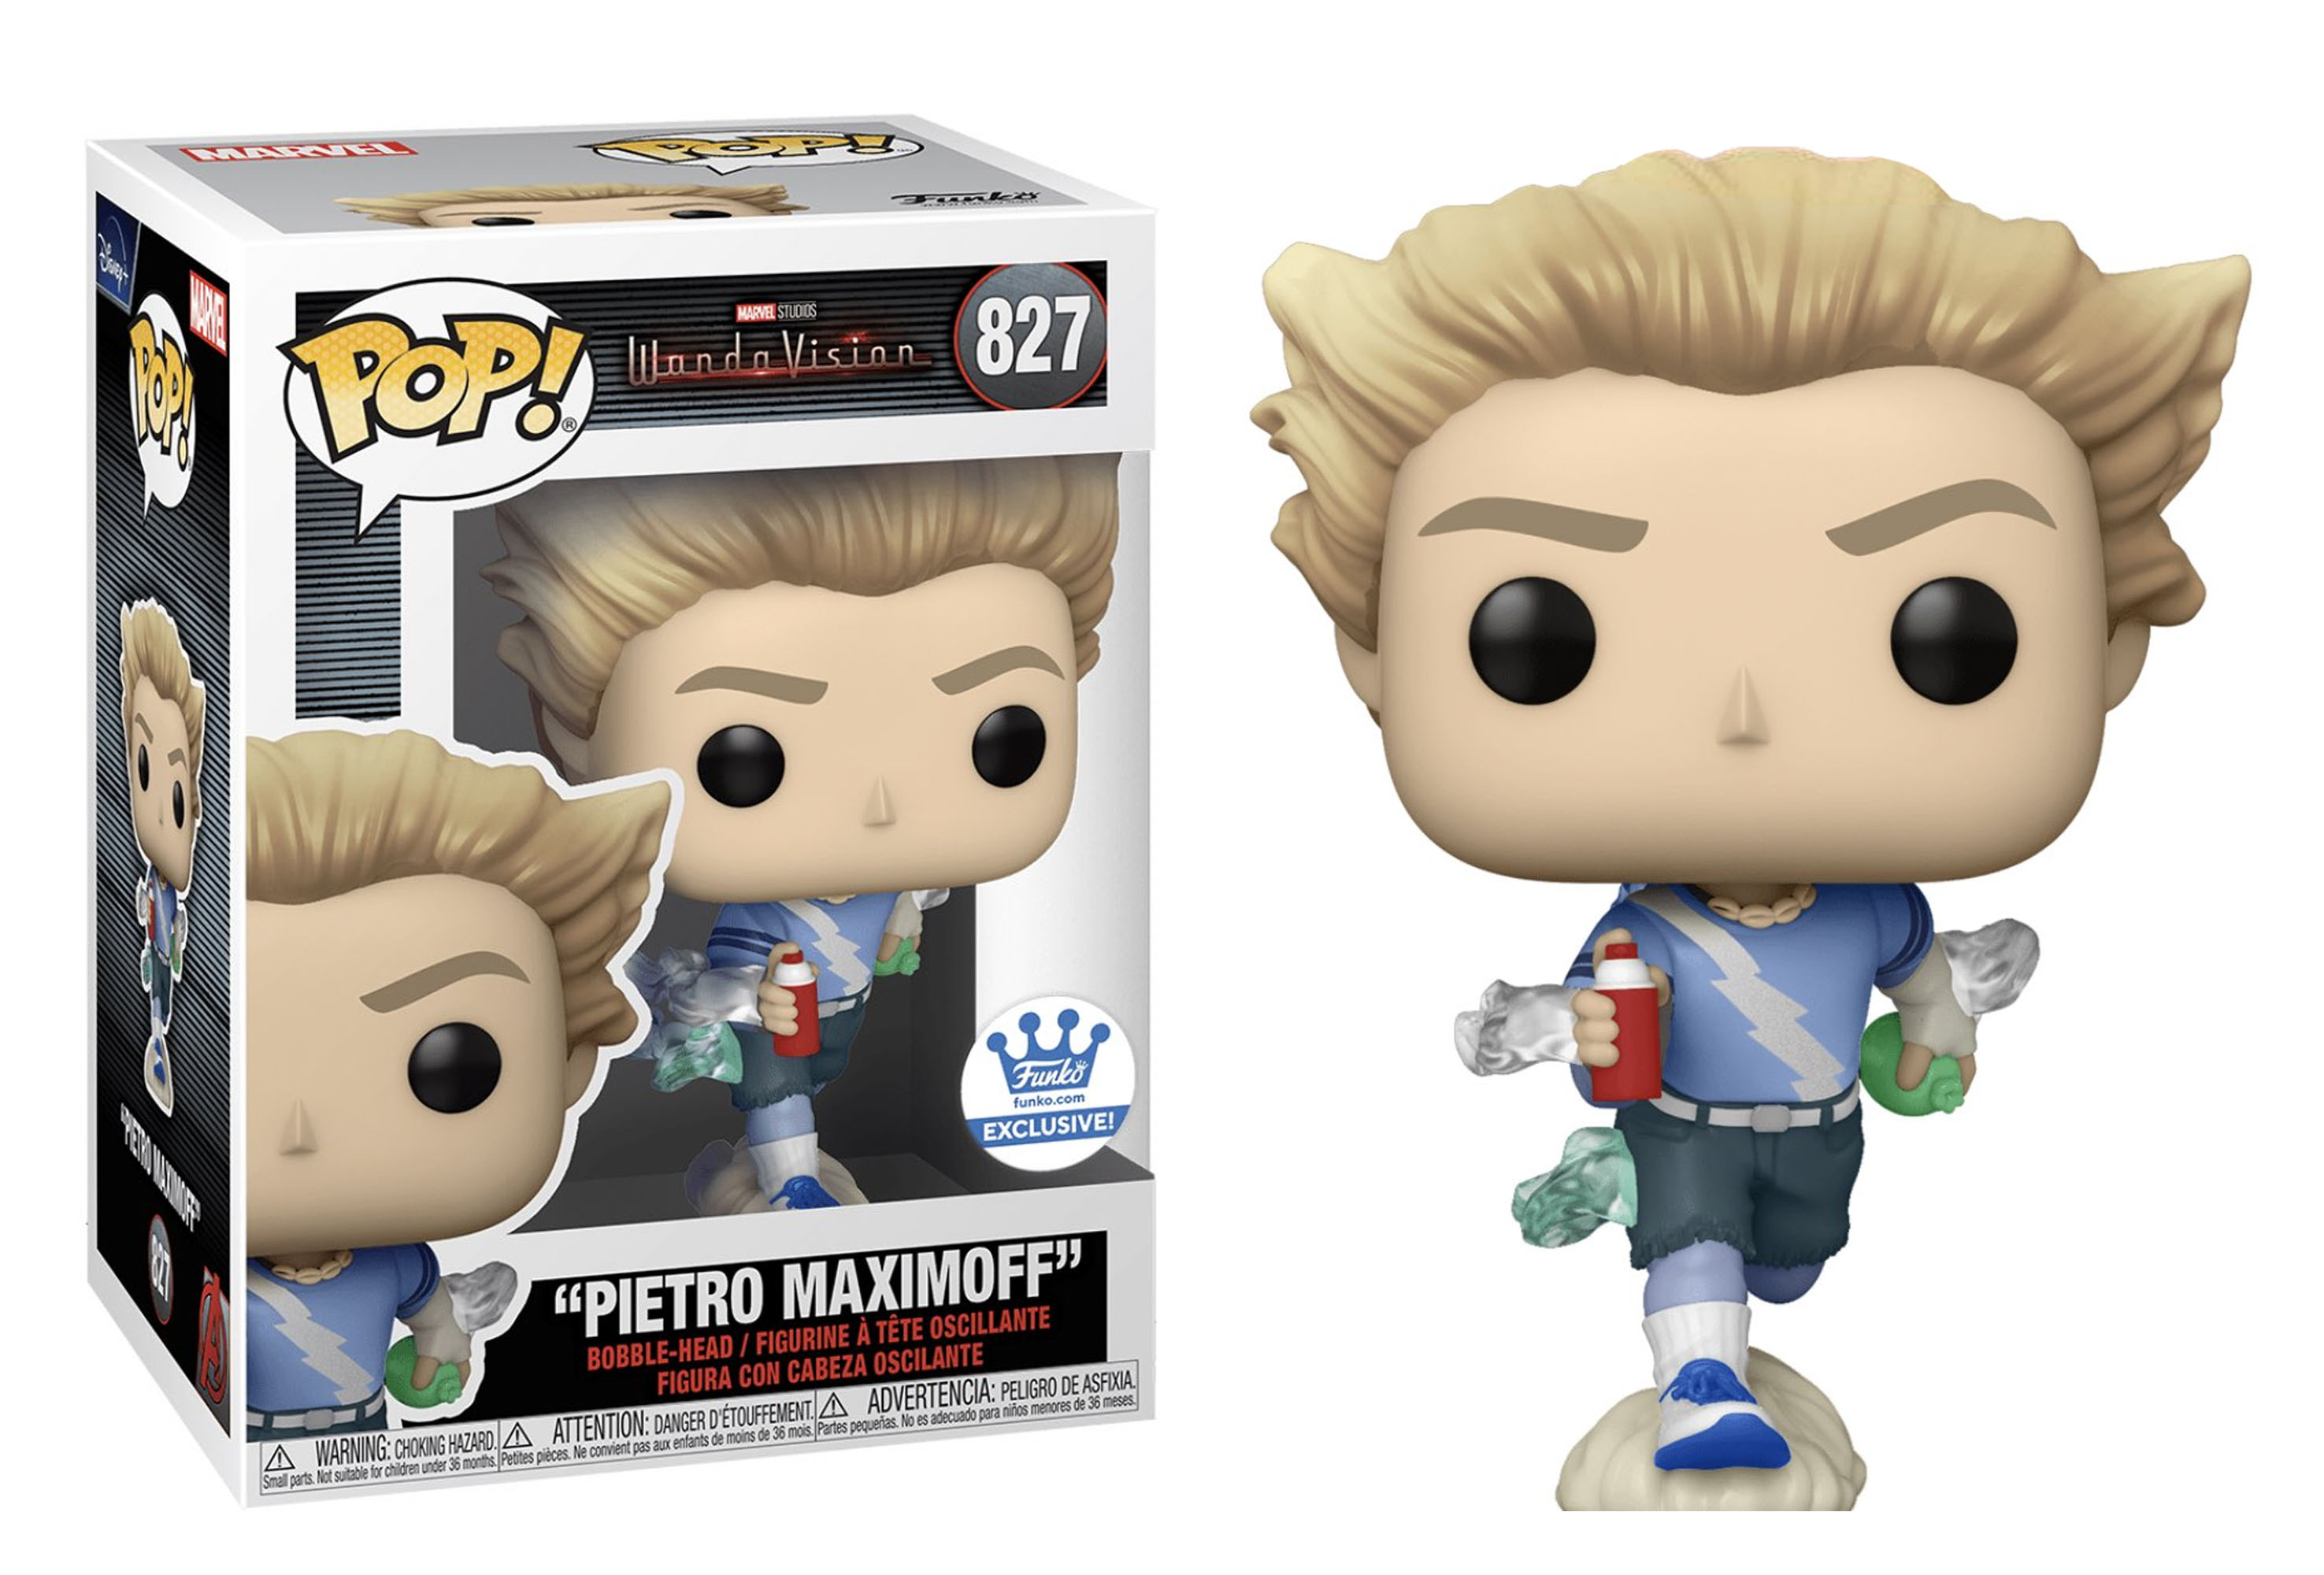 MARVEL
POP!
Funko
Disney+
MARVEL
POP!
"PIETRO MAXIMOFF"
827
POP!®
MARVEL STUDIOS
WandaVision
827
Funko
funko.com
EXCLUSIVE!
"PIETRO MAXIMOFF"
BOBBLE-HEAD / FIGURINE À TÊTE OSCILLANTE
FIGURA CON CABEZA OSCILANTE
WARNING: CHOKING HAZARD.
Small parts. Not suitable for children under 36 months.
ATTENTION: DANGER D'ÉTOUFFEMENT.
Petites pièces. Ne convient pas aux enfants de moins de 36 mois.
ADVERTENCIA: PELIGRO DE ASFIXIA.
Partes pequeñas. No es adecuado para niños menores de 36 meses.